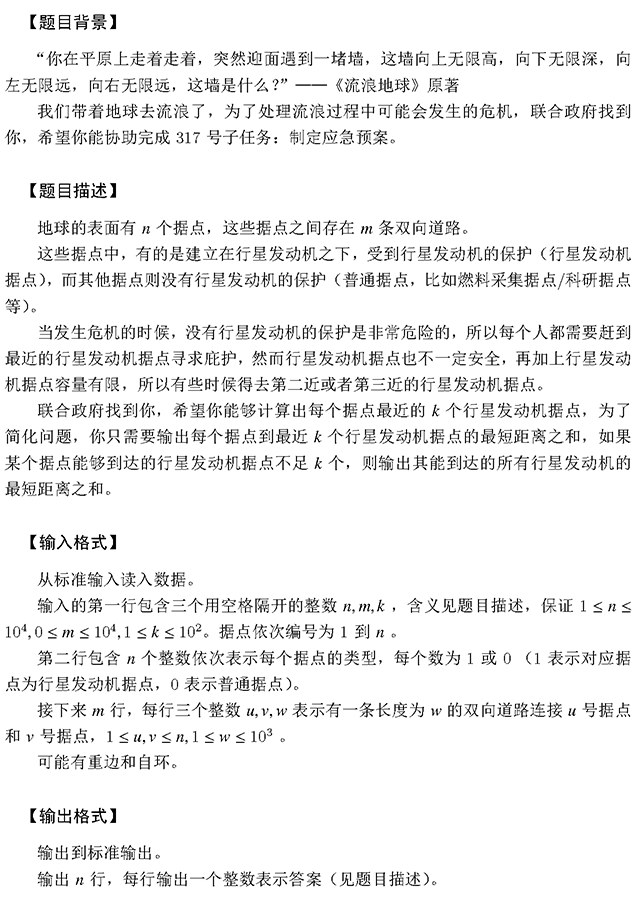 【题目背景】
“你在平原上走着走着，突然迎面遇到一堵墙，这墙向上无限高，向下无限深，向
左无限远，向右无限远，这墙是什么？”——《流浪地球》原著
我们带着地球去流浪了，为了处理流浪过程中可能会发生的危机，联合政府找到
你，希望你能协助完成 317 号子任务：制定应急预案。
【题目描述】
地球的表面有 n 个据点，这些据点之间存在 m 条双向道路。
这些据点中，有的是建立在行星发动机之下，受到行星发动机的保护（行星发动机
据点），而其他据点则没有行星发动机的保护（普通据点，比如燃料采集据点/科研据点
等）。
当发生危机的时候，没有行星发动机的保护是非常危险的，所以每个人都需要赶到
最近的行星发动机据点寻求庇护，然而行星发动机据点也不一定安全，再加上行星发动
机据点容量有限，所以有些时候得去第二近或者第三近的行星发动机据点。
联合政府找到你，希望你能够计算出每个据点最近的 k 个行星发动机据点，为了
简化问题，你只需要输出每个据点到最近 k 个行星发动机据点的最短距离之和，如果
某个据点能够到达的行星发动机据点不足 k 个，则输出其能到达的所有行星发动机的
最短距离之和。
【输入格式】
从标准输入读入数据。
输入的第一行包含三个用空格隔开的整数 n, m, k ，含义见题目描述，保证 1 ≤ n ≤
10⁴, 0 ≤ m ≤ 10⁴, 1 ≤ k ≤ 10²。据点依次编号为 1 到 n 。
第二行包含 n 个整数依次表示每个据点的类型，每个数为 1 或 0 （1 表示对应据
点为行星发动机据点，0 表示普通据点）。
接下来 m 行，每行三个整数 u, v, w 表示有一条长度为 w 的双向道路连接 u 号据点
和 v 号据点，1 ≤ u, v ≤ n, 1 ≤ w ≤ 10³ 。
可能有重边和自环。
【输出格式】
输出到标准输出。
输出 n 行，每行输出一个整数表示答案（见题目描述）。